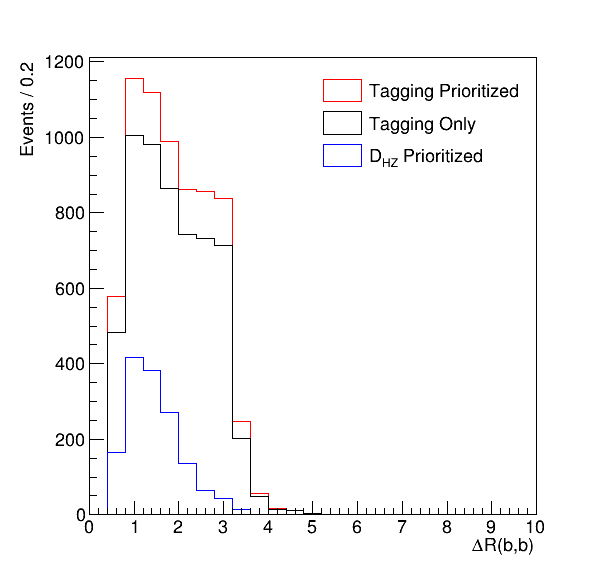 Events / 0.2
1200
1000
800
600
400
200
0
Tagging Prioritized
Tagging Only
D_HZ Prioritized
0 1 2 3 4 5 6 7 8 9 10
ΔR(b,b)